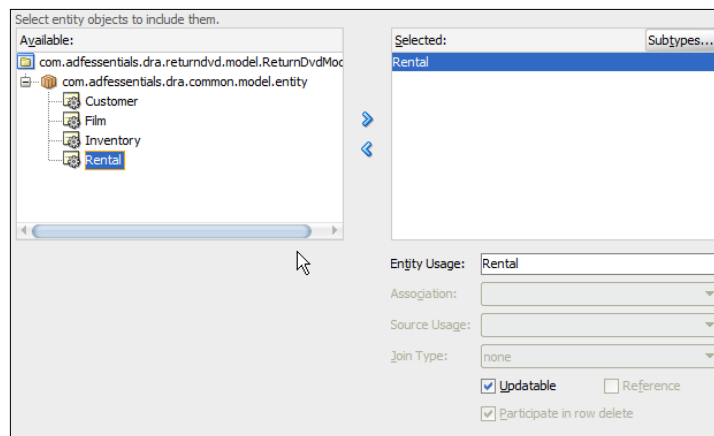 Select entity objects to include them.
Available:
com.adfessentials.dra.returndvd.model.ReturnDvdMoc
com.adfessentials.dra.common.model.entity
Customer
Film
Inventory
Rental
Selected:
Subtypes...
Rental
Entity Usage: Rental
Association:
Source Usage:
Join Type: none
Updatable Reference
Participate in row delete